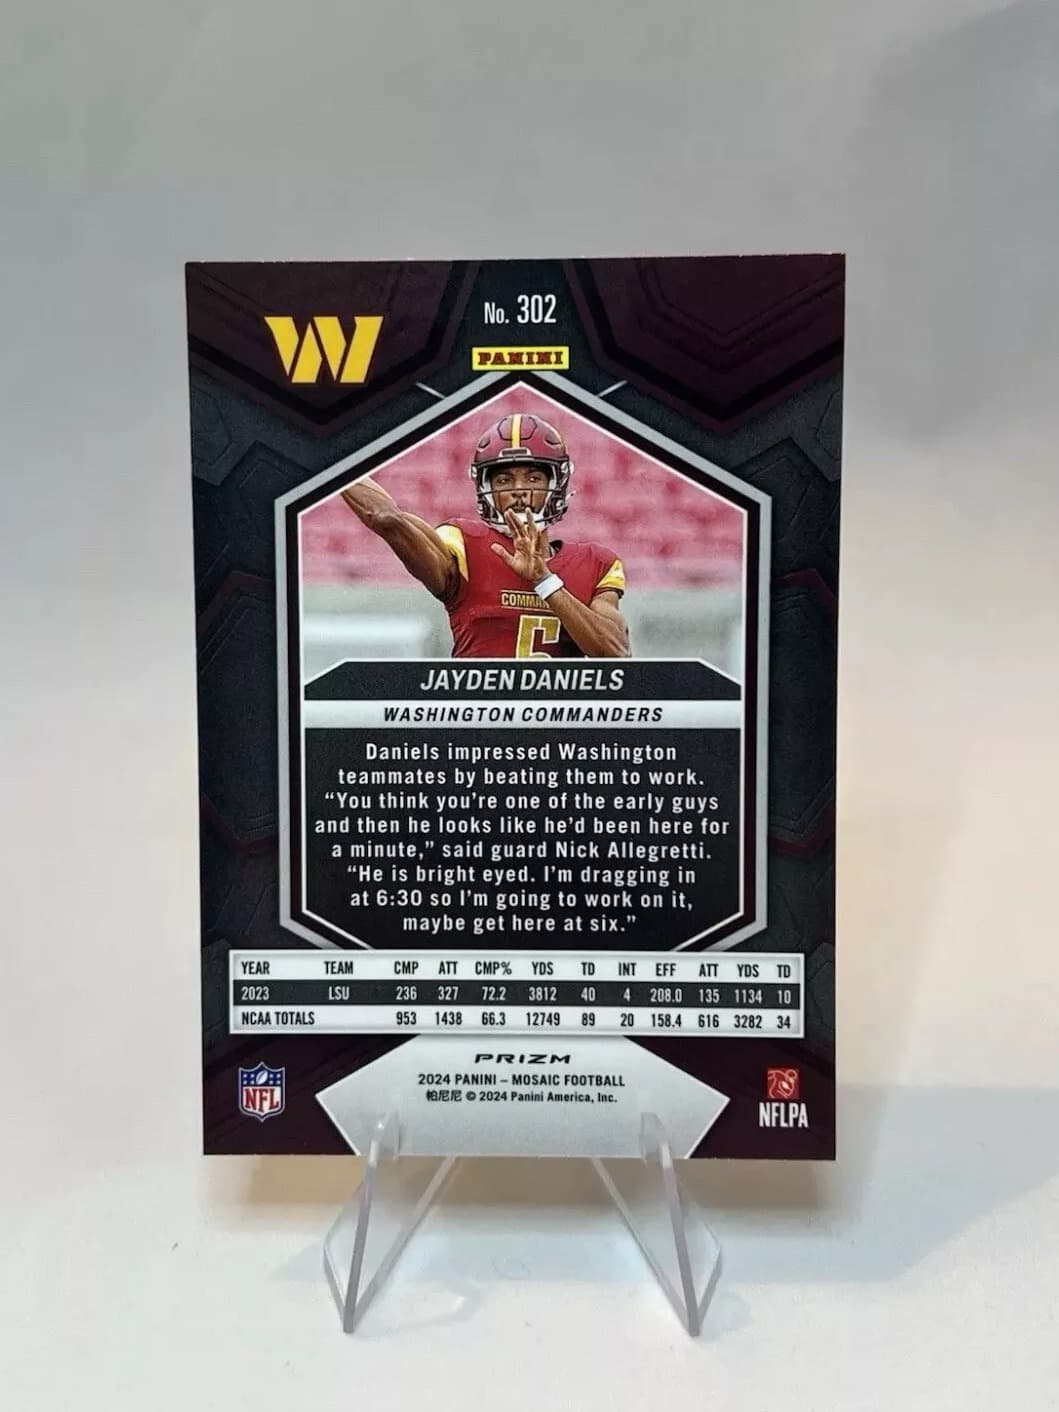 No. 302
PANINI
COMMAN
5
JAYDEN DANIELS
WASHINGTON COMMANDERS
Daniels impressed Washington
teammates by beating them to work.
“You think you’re one of the early guys
and then he looks like he’d been here for
a minute,” said guard Nick Allegretti.
“He is bright eyed. I’m dragging in
at 6:30 so I’m going to work on it,
maybe get here at six.”
YEAR TEAM CMP ATT CMP% YDS TD INT EFF ATT YDS TD
2023 LSU 236 327 72.2 3812 40 4 208.0 135 1134 10
NCAA TOTALS 953 1438 66.3 12749 89 20 158.4 616 3282 34
PRIZM
2024 PANINI – MOSAIC FOOTBALL
帕尼尼 © 2024 Panini America, Inc.
NFL
NFLPA